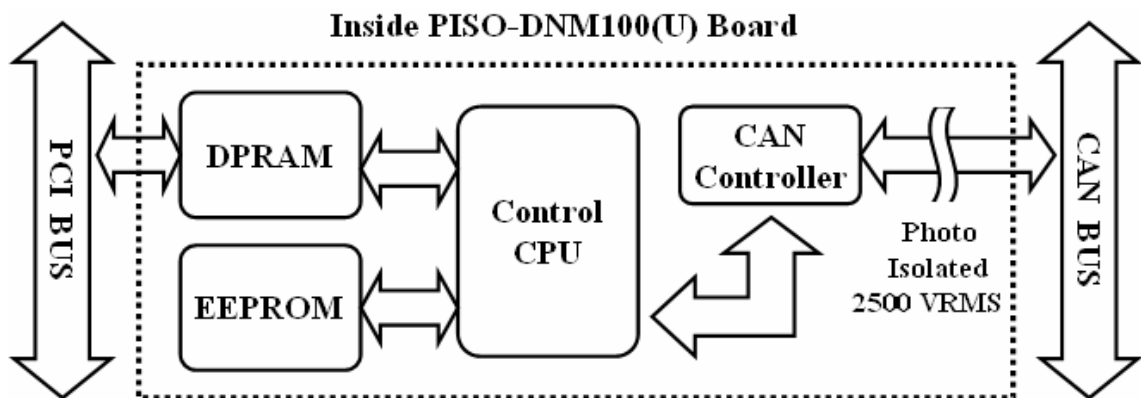 Inside PISO-DNM100(U) Board
PCI BUS
DPRAM
EEPROM
Control
CPU
CAN
Controller
Photo
Isolated
2500 VRMS
CAN BUS